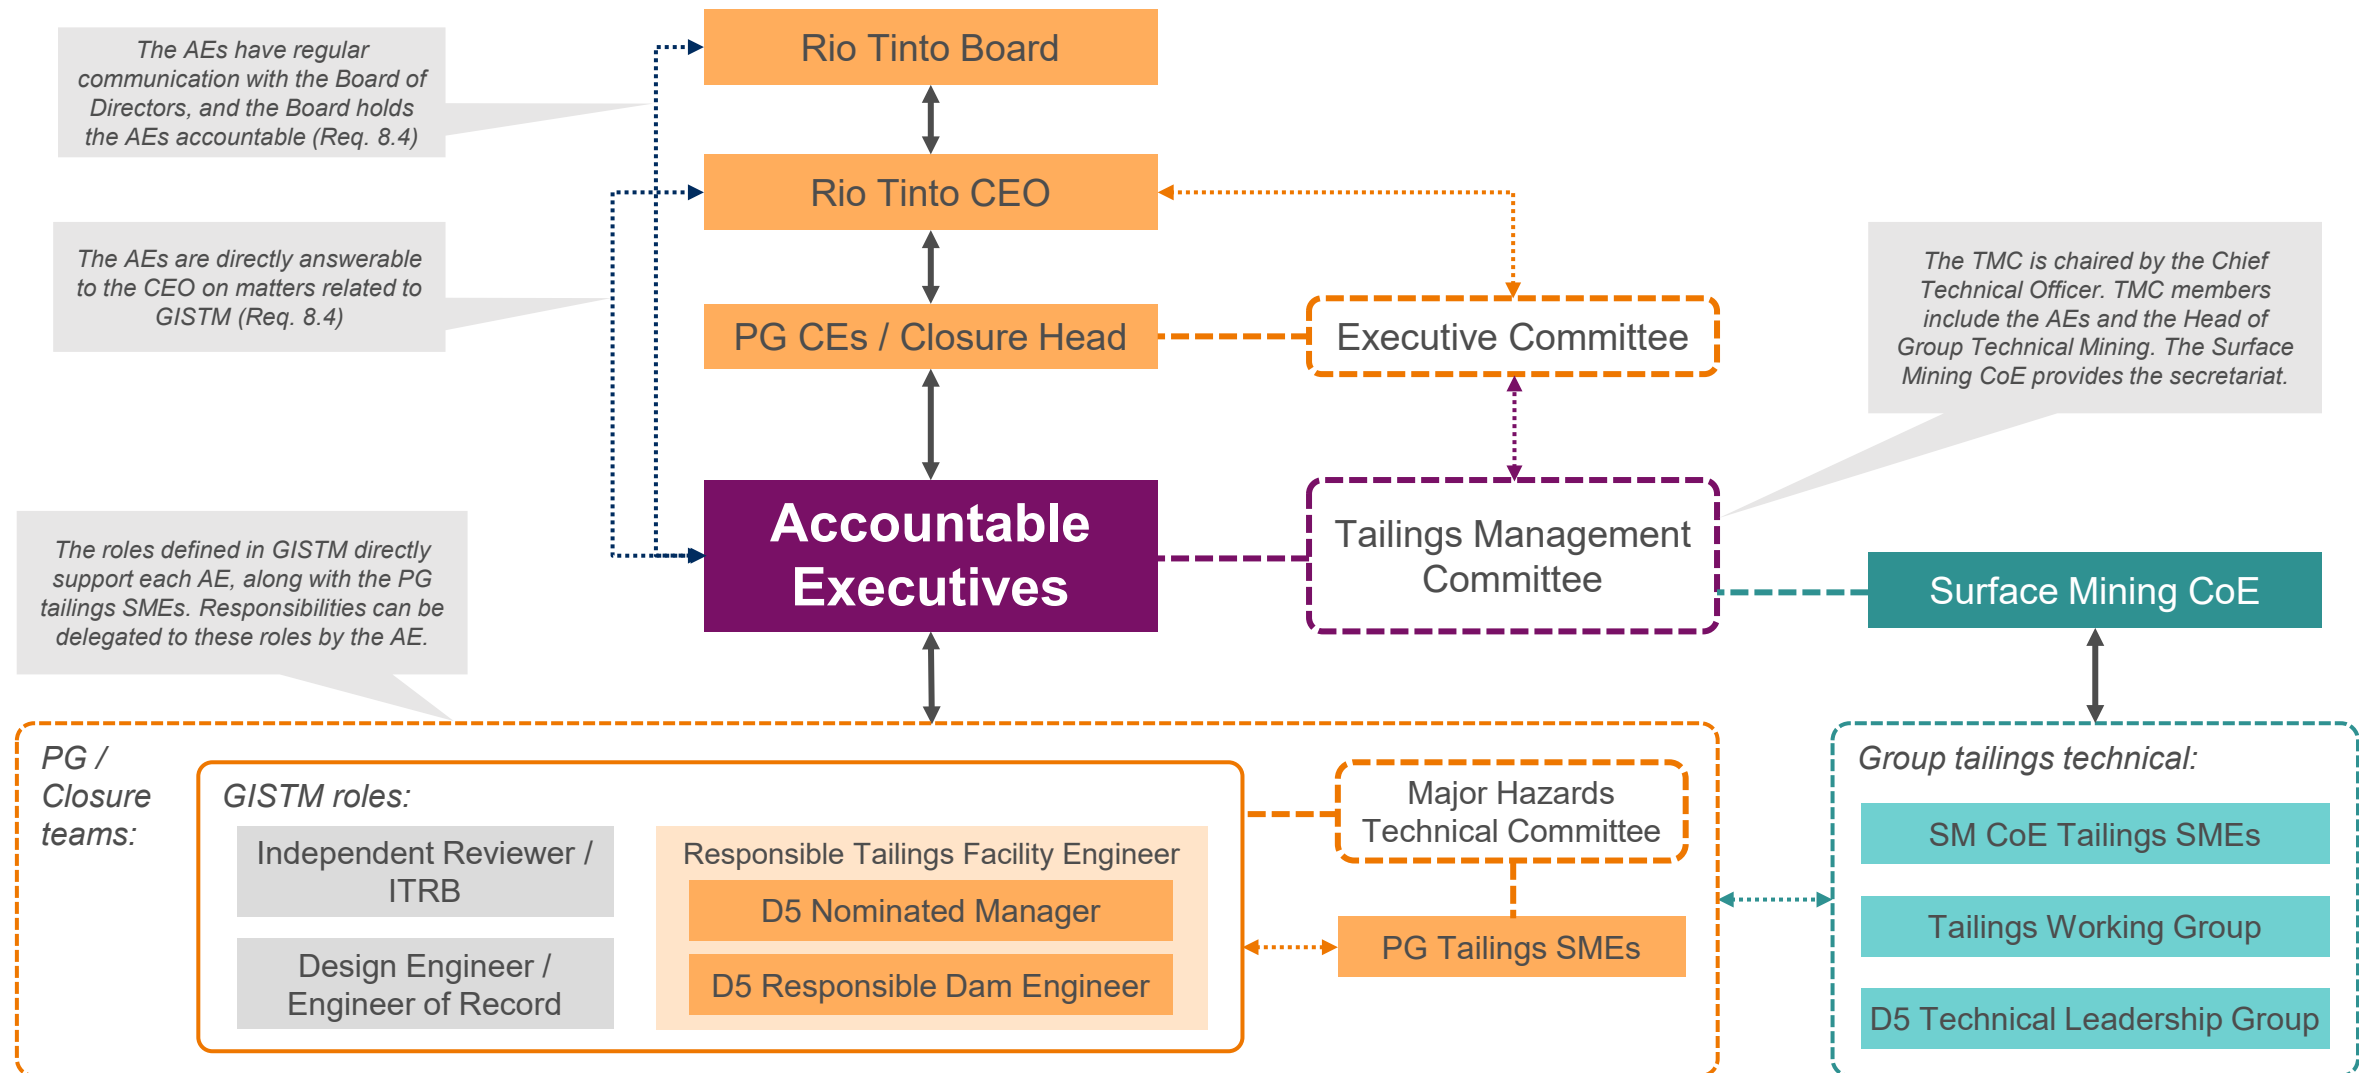 The AEs have regular
communication with the Board of
Directors, and the Board holds
the AEs accountable (Req. 8.4)
Rio Tinto Board
Rio Tinto CEO
The AEs are directly answerable
to the CEO on matters related to
GISTM (Req. 8.4)
PG CEs / Closure Head
Executive Committee
The TMC is chaired by the Chief
Technical Officer. TMC members
include the AEs and the Head of
Group Technical Mining. The Surface
Mining CoE provides the secretariat.
Accountable
Executives
Tailings Management
Committee
Surface Mining CoE
The roles defined in GISTM directly
support each AE, along with the PG
tailings SMEs. Responsibilities can be
delegated to these roles by the AE.
PG /
Closure
teams:
GISTM roles:
Independent Reviewer /
ITRB
Design Engineer /
Engineer of Record
Responsible Tailings Facility Engineer
D5 Nominated Manager
D5 Responsible Dam Engineer
Major Hazards
Technical Committee
PG Tailings SMEs
Group tailings technical:
SM CoE Tailings SMEs
Tailings Working Group
D5 Technical Leadership Group